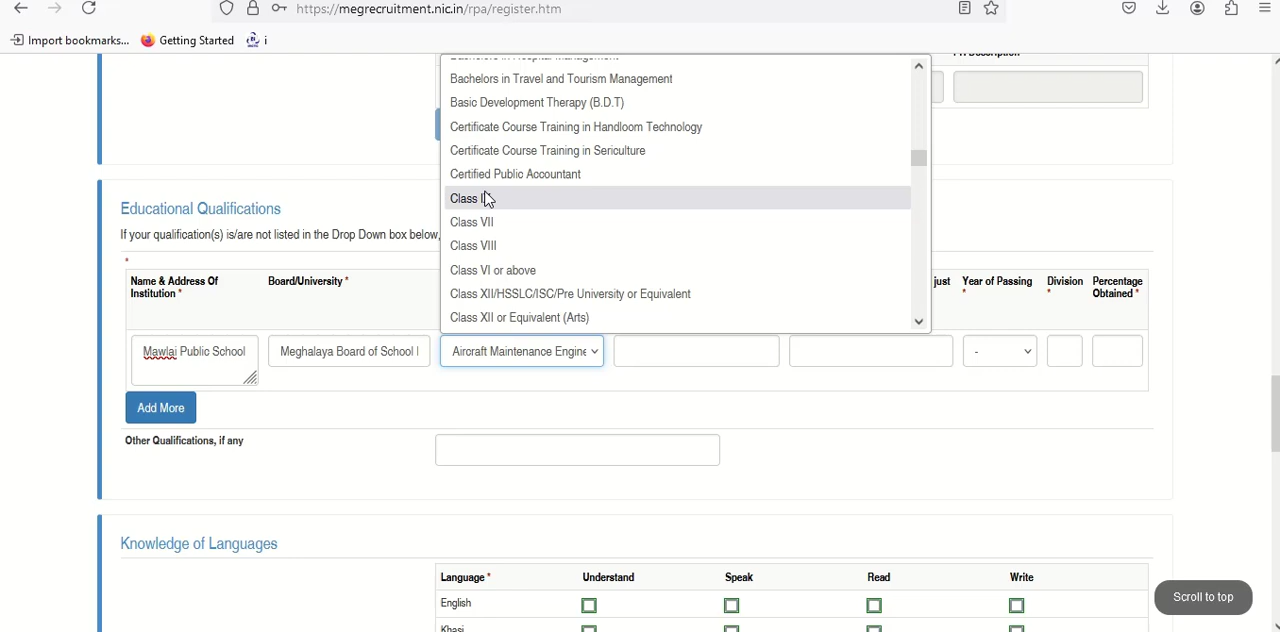 https://megrecruitment.nic.in/rpa/register.htm
Import bookmarks... Getting Started i
Bachelors in Hospital Management
Bachelors in Travel and Tourism Management
Basic Development Therapy (B.D.T)
Certificate Course Training in Handloom Technology
Certificate Course Training in Sericulture
Certified Public Accountant
Class
Class VII
Class VIII
Class VI or above
Class XII/HSSLC/ISC/Pre University or Equivalent
Class XII or Equivalent (Arts)
Educational Qualifications
If your qualification(s) is/are not listed in the Drop Down box below,
*
Name & Address Of Institution * Board/University * just Year of Passing * Division * Percentage Obtained *
Mawlai Public School Meghalaya Board of School Aircraft Maintenance Engine -
Add More
Other Qualifications, if any
Knowledge of Languages
Language * Understand Speak Read Write
English
Khasi
Scroll to top